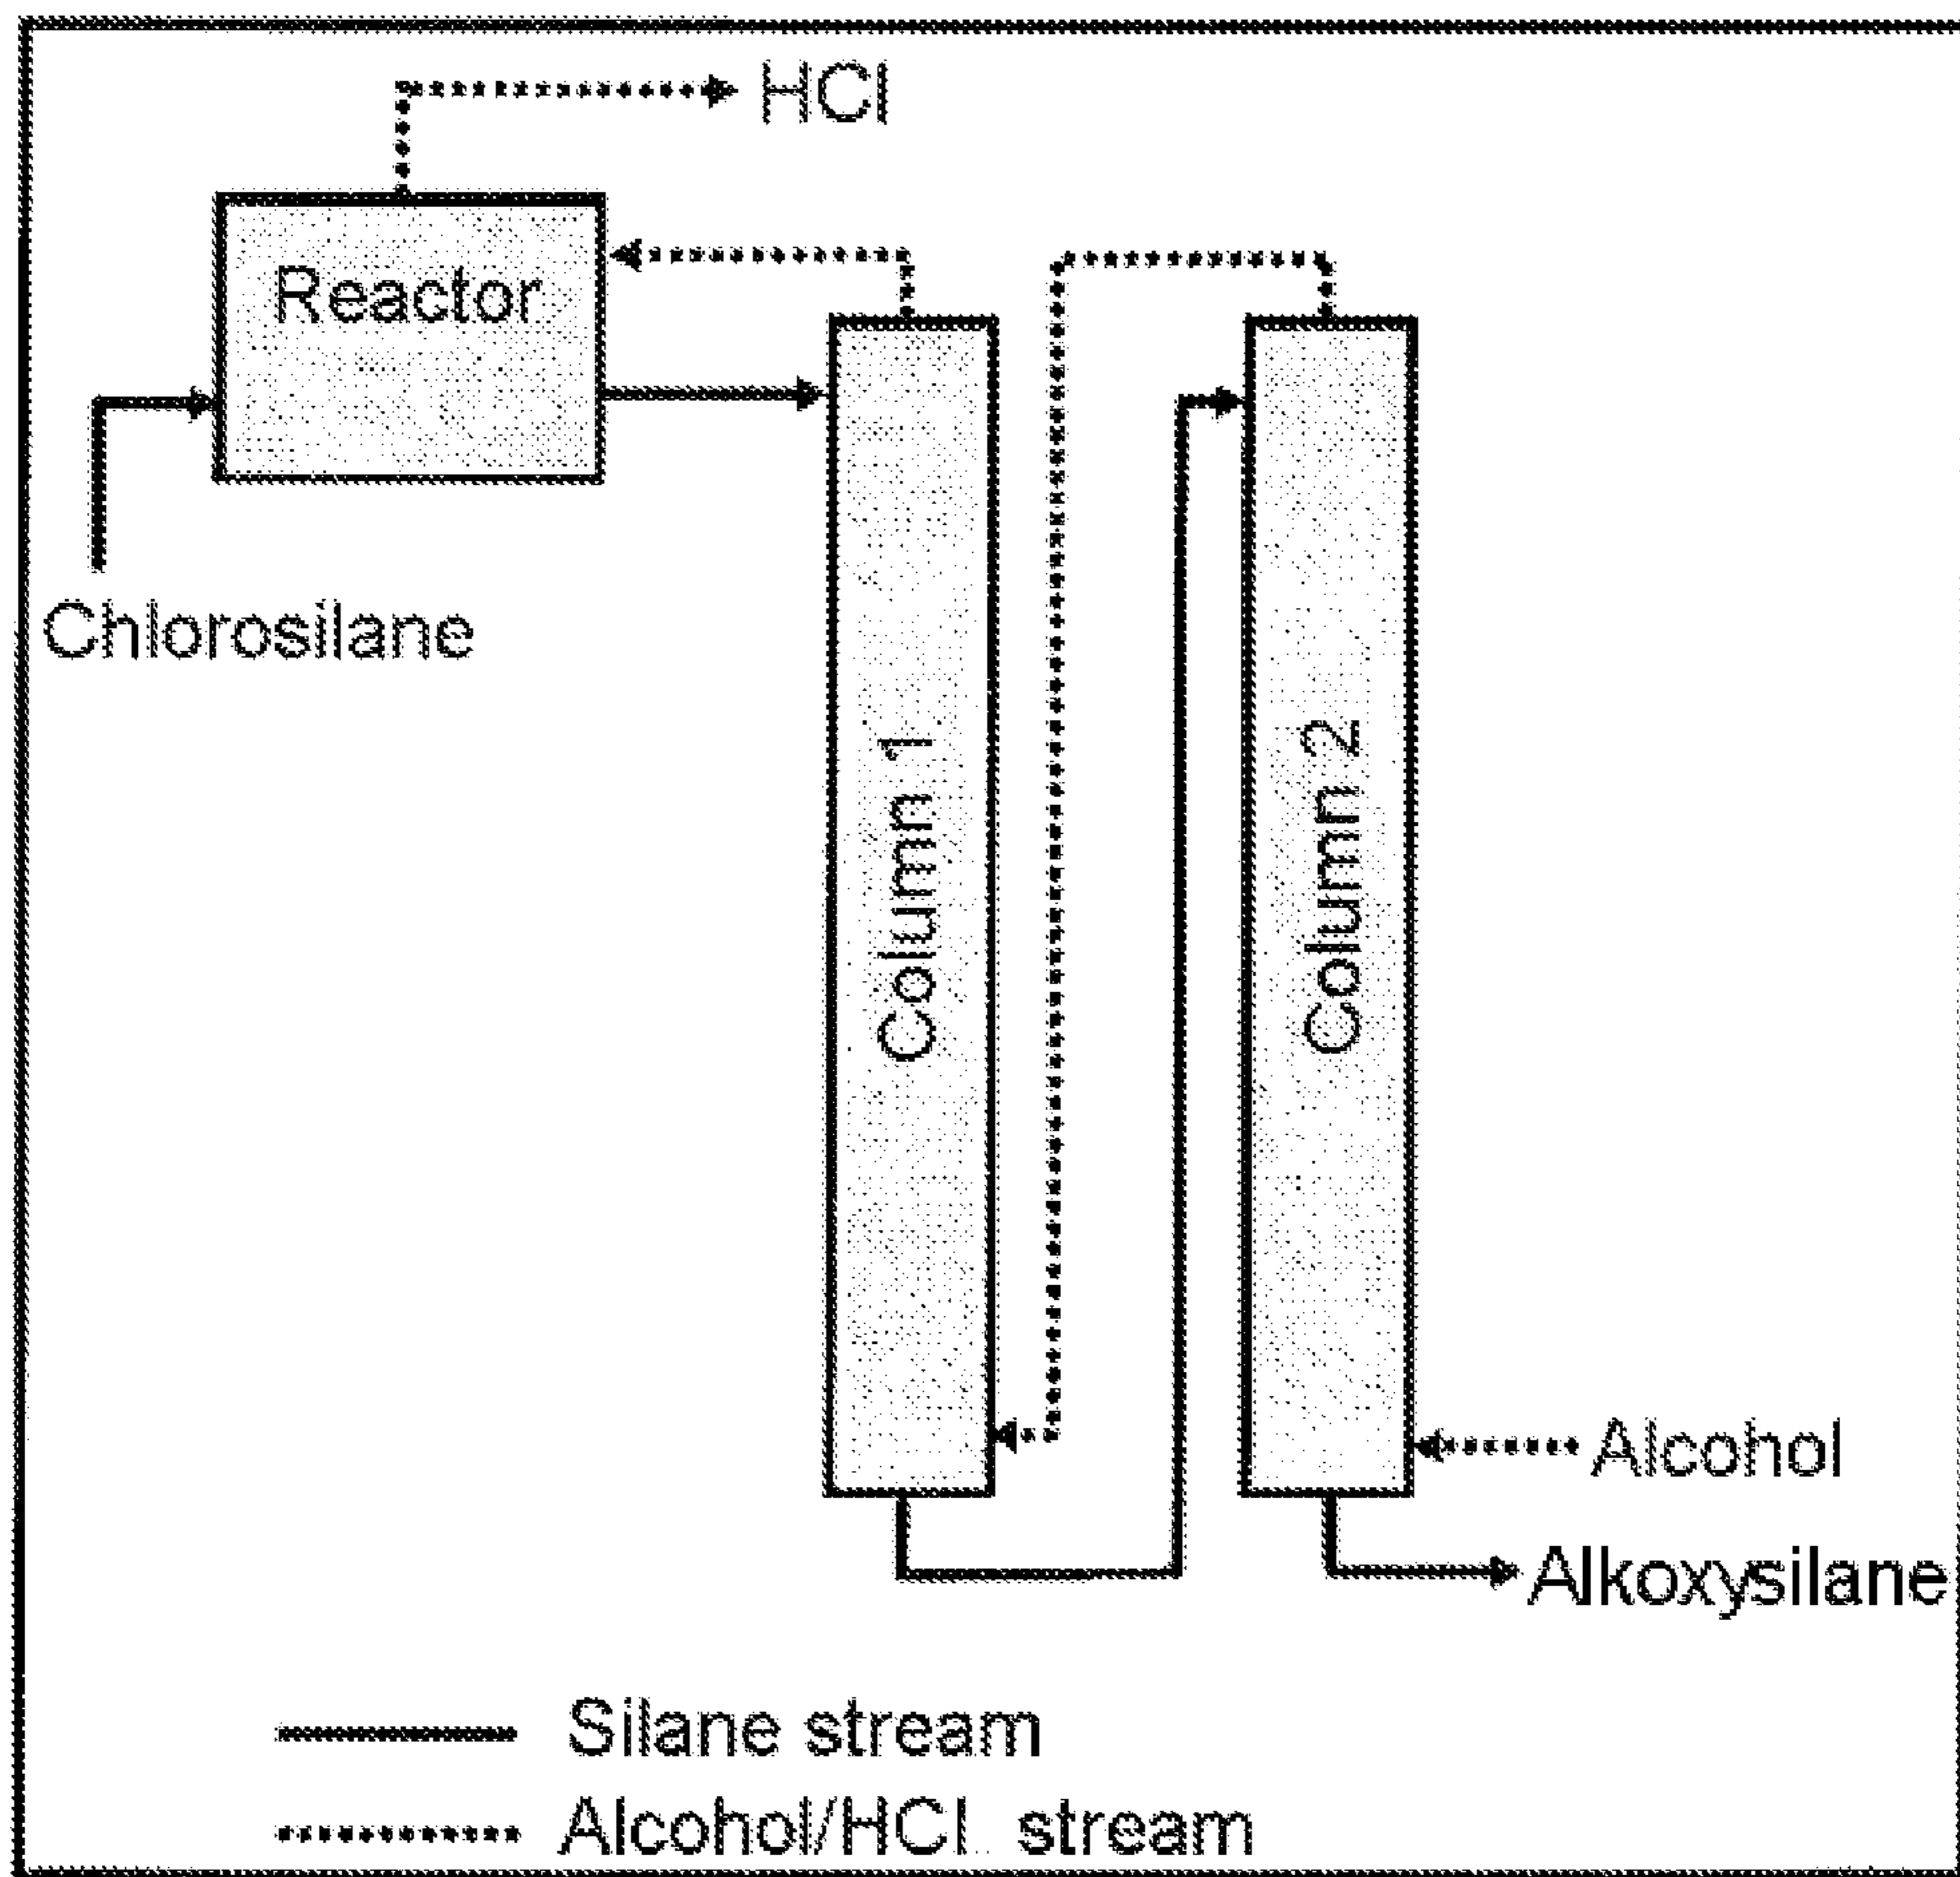 HCl
Reactor
Chlorosilane
Column 1
Column 2
Alcohol
Alkoxysilane
Silane stream
Alcohol/HCl stream